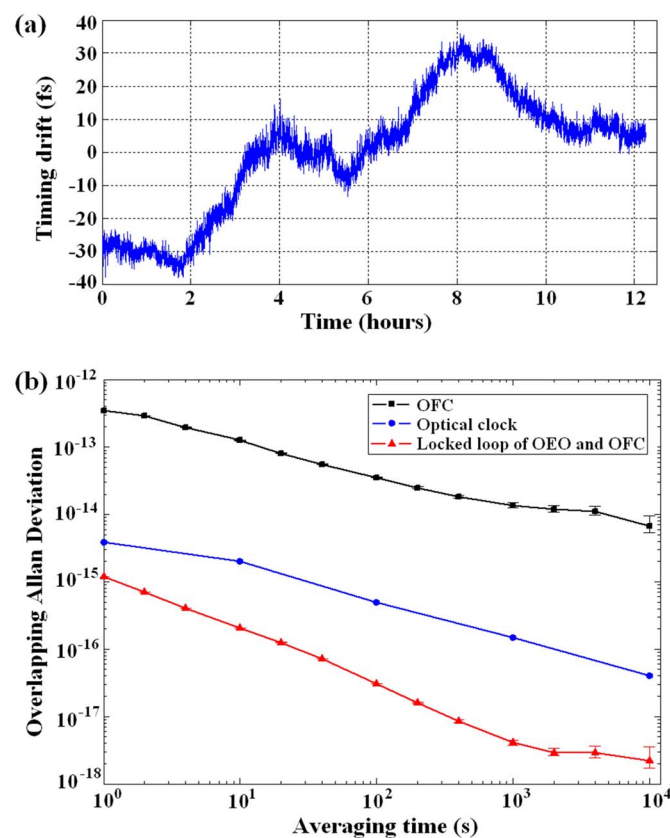 (a)
Timing drift (fs)
40
30
20
10
0
-10
-20
-30
-40
0 2 4 6 8 10 12
Time (hours)
(b)
Overlapping Allan Deviation
10^-12
10^-13
10^-14
10^-15
10^-16
10^-17
10^-18
OFC
Optical clock
Locked loop of OEO and OFC
10^0 10^1 10^2 10^3 10^4
Averaging time (s)